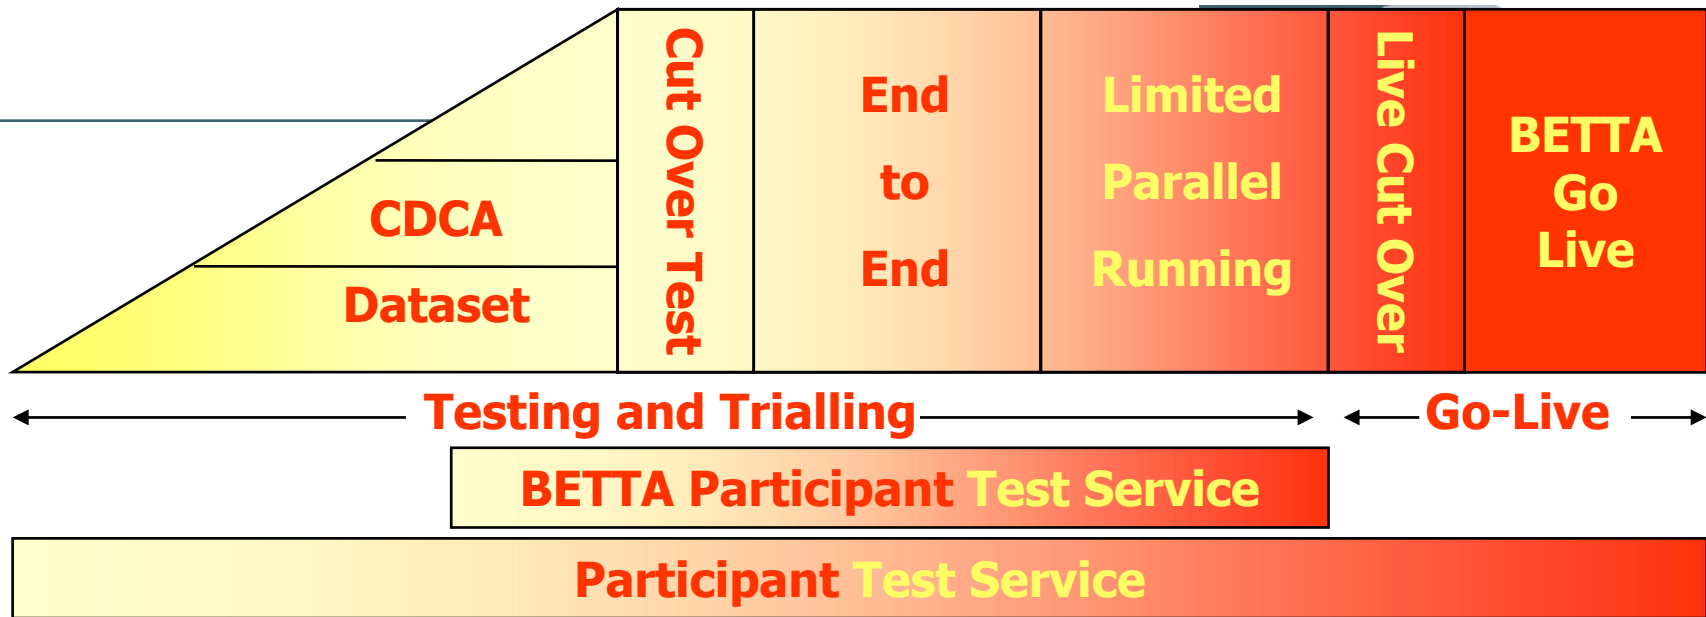 CDCA
Dataset
Cut Over Test
End
to
End
Limited
Parallel
Running
Live Cut Over
BETTA
Go
Live
Testing and Trialling
Go-Live
BETTA Participant Test Service
Participant Test Service